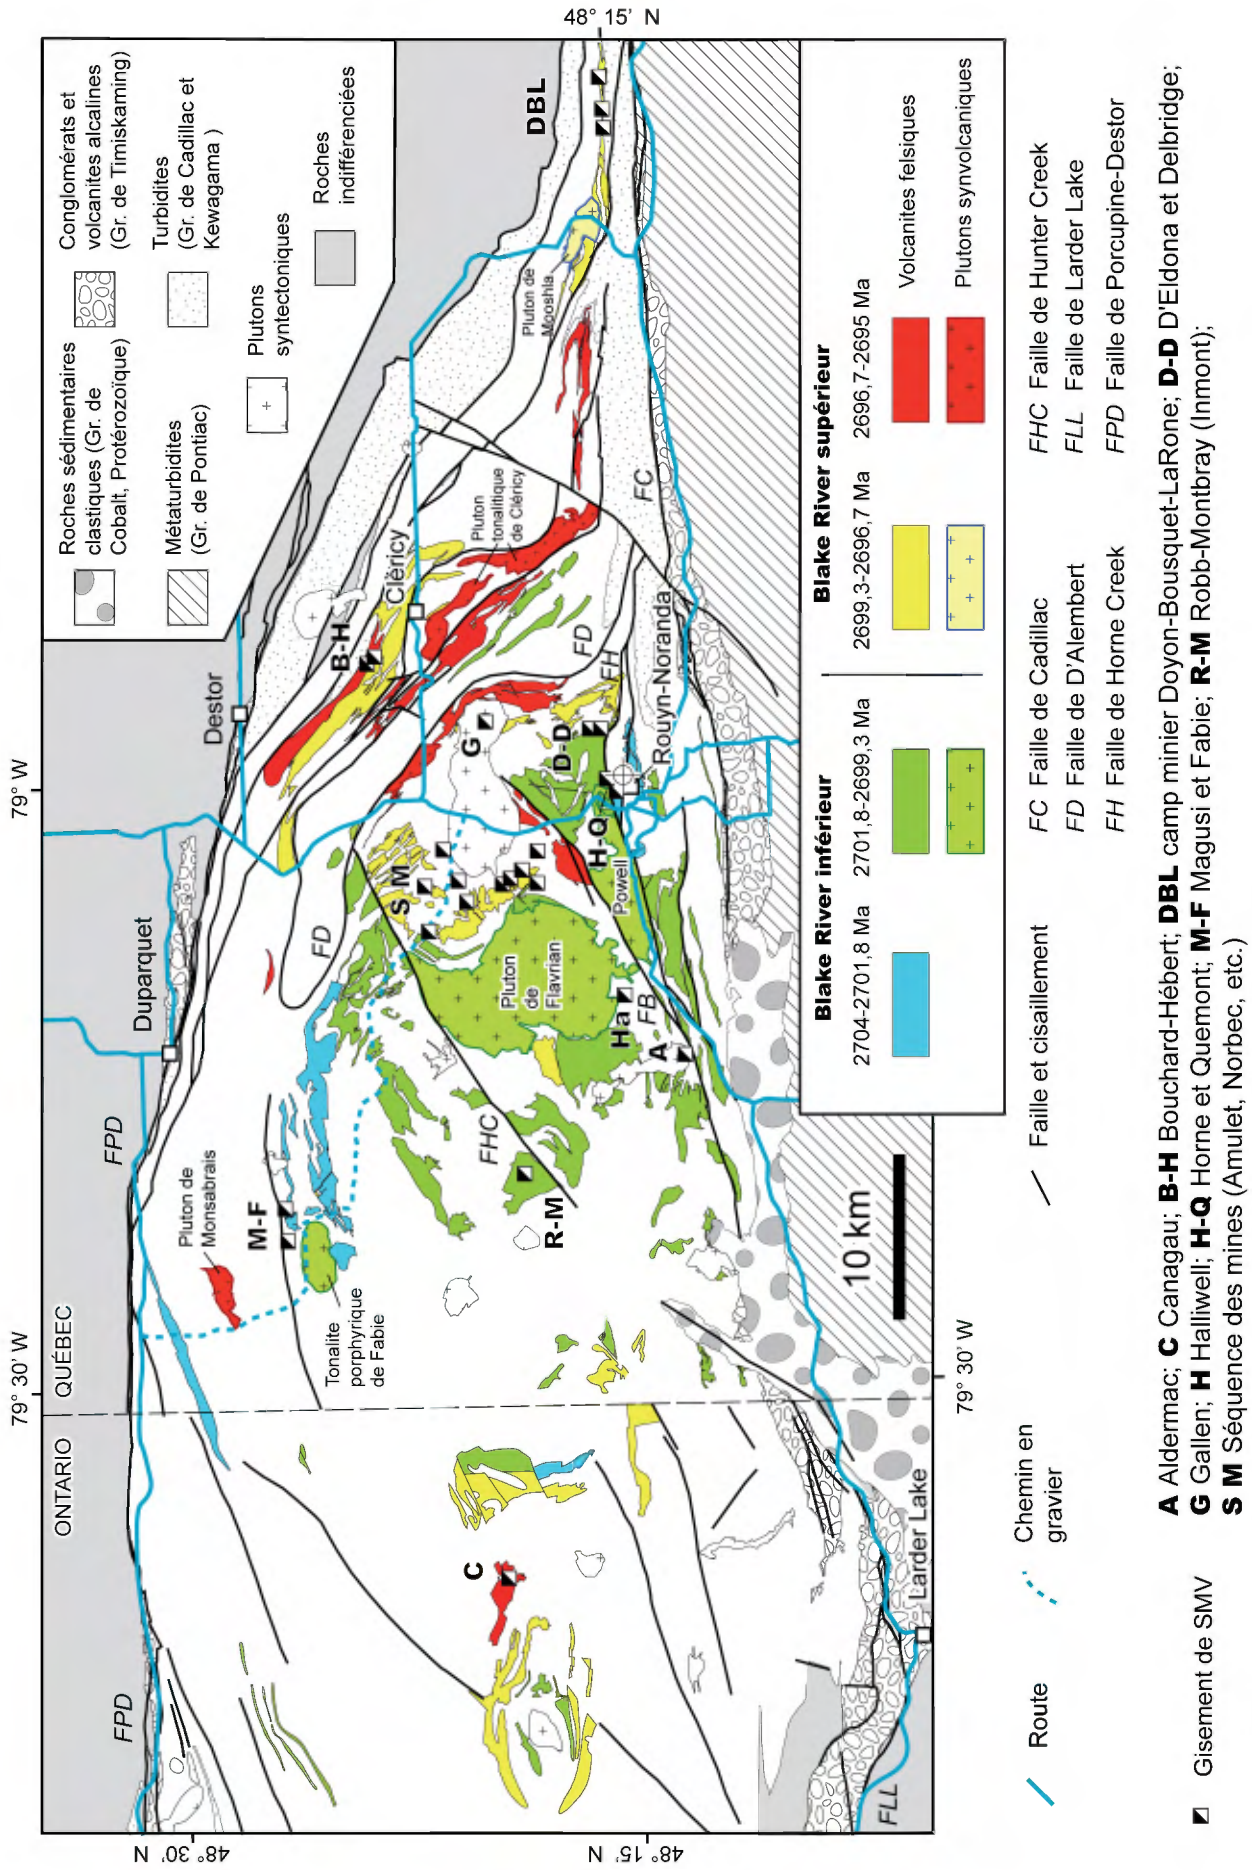 79° 30' W
79° W
48° 30' N
48° 15' N
48° 15' N
79° 30' W
ONTARIO
QUÉBEC
FPD
FPD
Duparquet
Destor
Pluton de
Monsabrais
M-F
Tonalite
porphyrique
de Fabie
FD
B-H
Cléricy
Pluton
tonalitique
de Cléricy
Pluton de
Mooshla
DBL
S M
G
D-D
FD
FH
FC
H-Q
Powell
Rouyn-Noranda
Pluton
de
Flavrian
FHC
R-M
Ha
FB
A
C
Larder Lake
FLL
10 km
Roches sédimentaires
clastiques (Gr. de
Cobalt, Protérozoïque)
Métaturbidites
(Gr. de Pontiac)
Conglomérats et
volcanites alcalines
(Gr. de Timiskaming)
Turbidites
(Gr. de Cadillac et
Kewagama )
Plutons
syntectoniques
Roches
indifférenciées
Blake River inférieur
Blake River supérieur
2704-2701,8 Ma
2701,8-2699,3 Ma
2699,3-2696,7 Ma
2696,7-2695 Ma
Volcanites felsiques
Plutons synvolcaniques
Route
Chemin en
gravier
Faille et cisaillement
FC Faille de Cadillac
FD Faille D'Alembert
FH Faille de Horne Creek
FHC Faille de Hunter Creek
FLL Faille de Larder Lake
FPD Faille de Porcupine-Destor
Gisement de SMV
A Aldermac; C Canagau; B-H Bouchard-Hébert; DBL camp minier Doyon-Bousquet-LaRone; D-D D'Eldona et Delbridge;
G Gallen; H Halliwell; H-Q Horne et Quemont; M-F Magusi et Fabie; R-M Robb-Montbray (Inmont);
S M Séquence des mines (Amulet, Norbec, etc.)